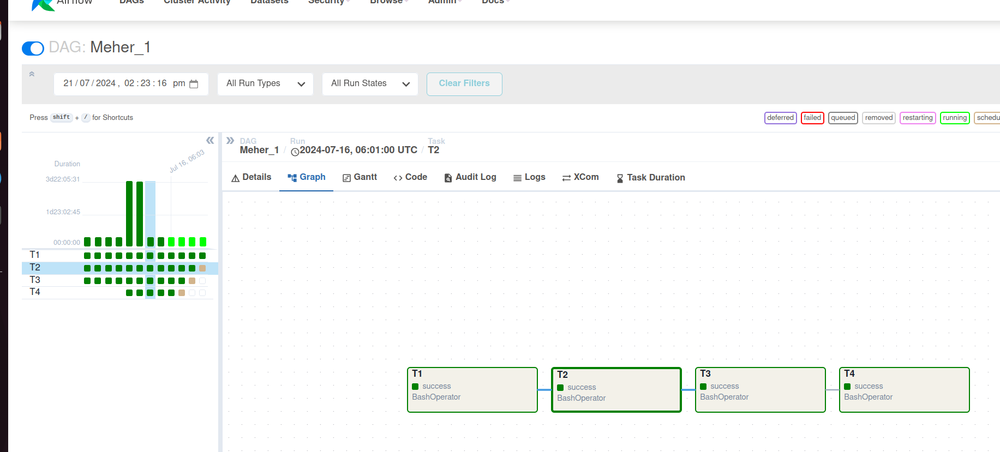 Airflow DAGs Cluster Activity Datasets Security Browse Admin Docs
DAG: Meher_1
21/07/2024, 02:23:16 pm All Run Types All Run States Clear Filters
Press shift + / for Shortcuts
deferred failed queued removed restarting running schedu
DAG Run Task
Meher_1 / 2024-07-16, 06:01:00 UTC / T2
Jul 16, 06:03
Duration
3d22:05:31
1d23:02:45
00:00:00
T1
T2
T3
T4
Details Graph Gantt Code Audit Log Logs XCom Task Duration
T1
success
BashOperator
T2
success
BashOperator
T3
success
BashOperator
T4
success
BashOperator